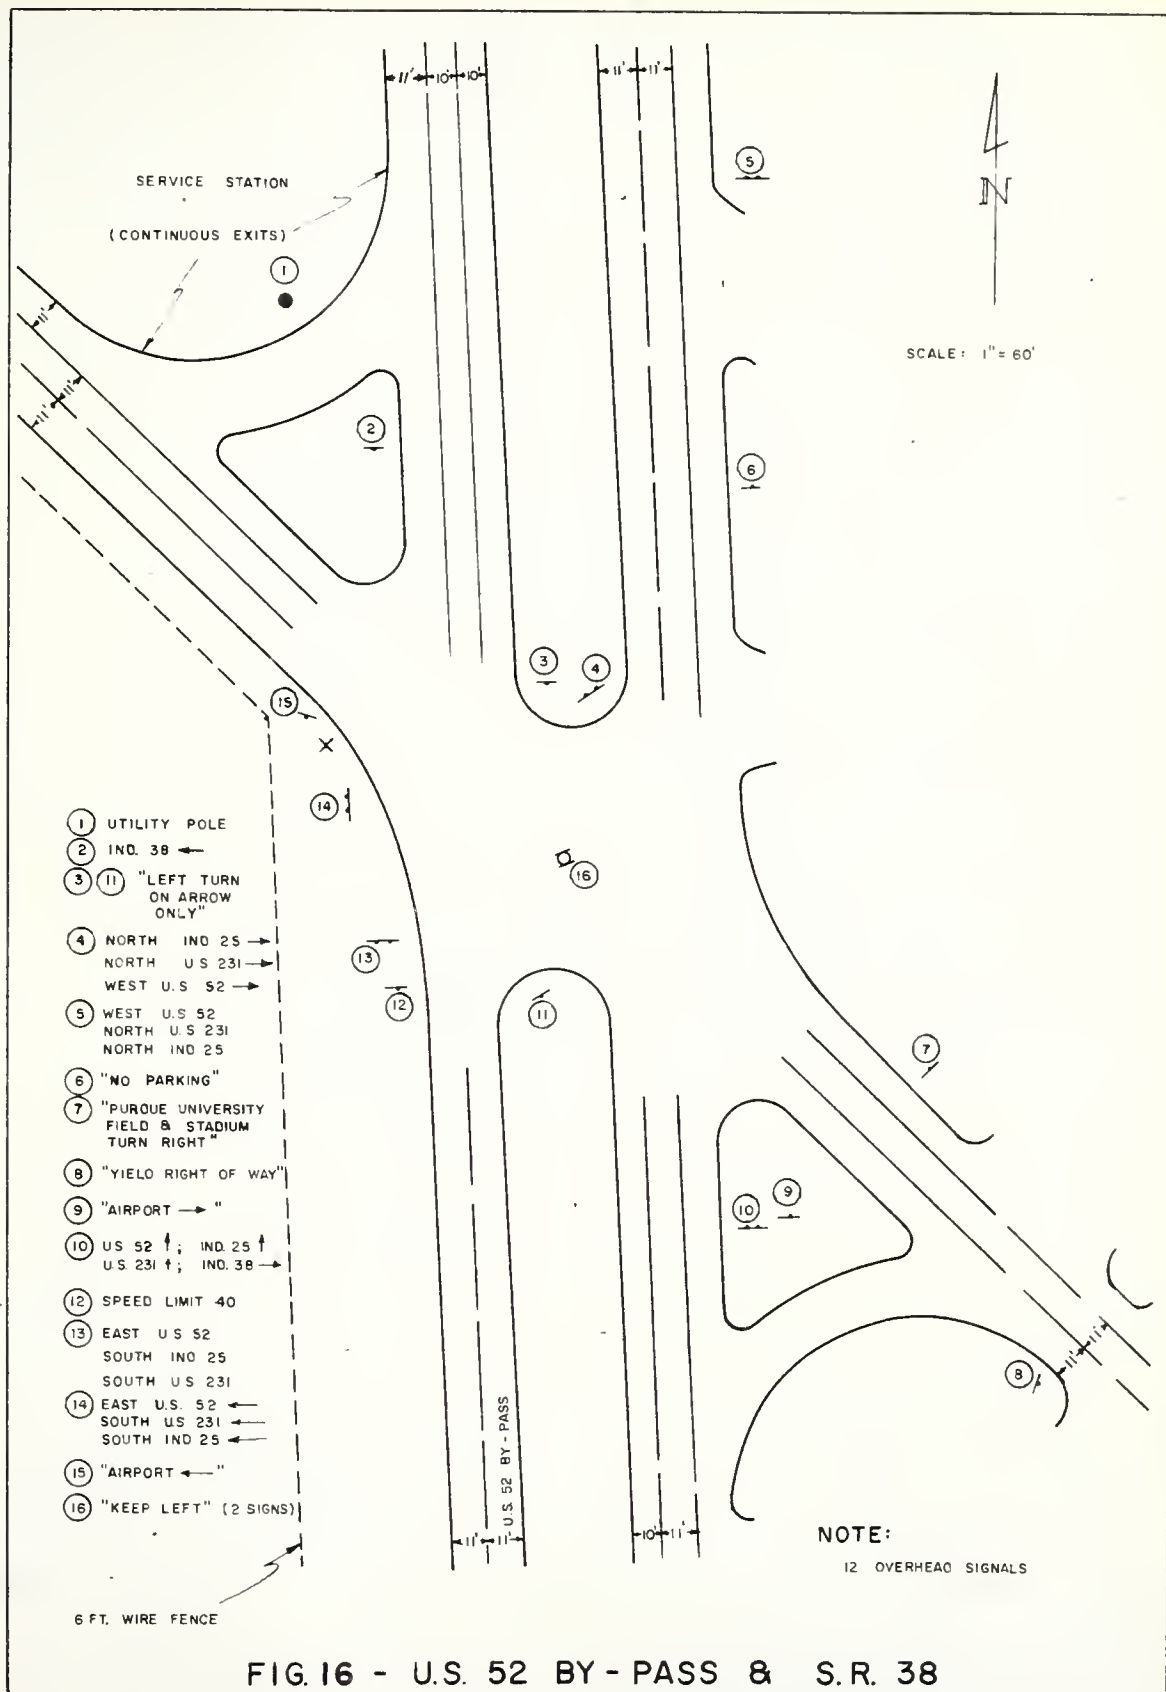 11' 10' 10' 11' 11'
5
SERVICE STATION
(CONTINUOUS EXITS)
1
N
SCALE: 1" = 60'
11'
11'
11'
2
6
3
4
15
14
16
13
12
11
7
1 UTILITY POLE
2 IND. 38 ←
3 11 "LEFT TURN
ON ARROW
ONLY"
4 NORTH IND 25 →
NORTH U S 231 →
WEST U.S 52 →
5 WEST U.S 52
NORTH U.S 231
NORTH IND 25
6 "NO PARKING"
7 "PURDUE UNIVERSITY
FIELD & STADIUM
TURN RIGHT"
8 "YIELD RIGHT OF WAY"
9 "AIRPORT → "
10 US 52 ↑; IND. 25 ↑
U.S. 231 ↑; IND. 38 →
12 SPEED LIMIT 40
13 EAST U S 52
SOUTH IND 25
SOUTH U S 231
14 EAST U.S. 52 ←
SOUTH U.S 231 ←
SOUTH IND 25 ←
15 "AIRPORT ← "
16 "KEEP LEFT" (2 SIGNS)
10
9
11'
11'
8
U.S. 52 BY-PASS
11' 11' 10' 11'
NOTE:
12 OVERHEAD SIGNALS
6 FT. WIRE FENCE
FIG. 16 - U.S. 52 BY-PASS & S.R. 38